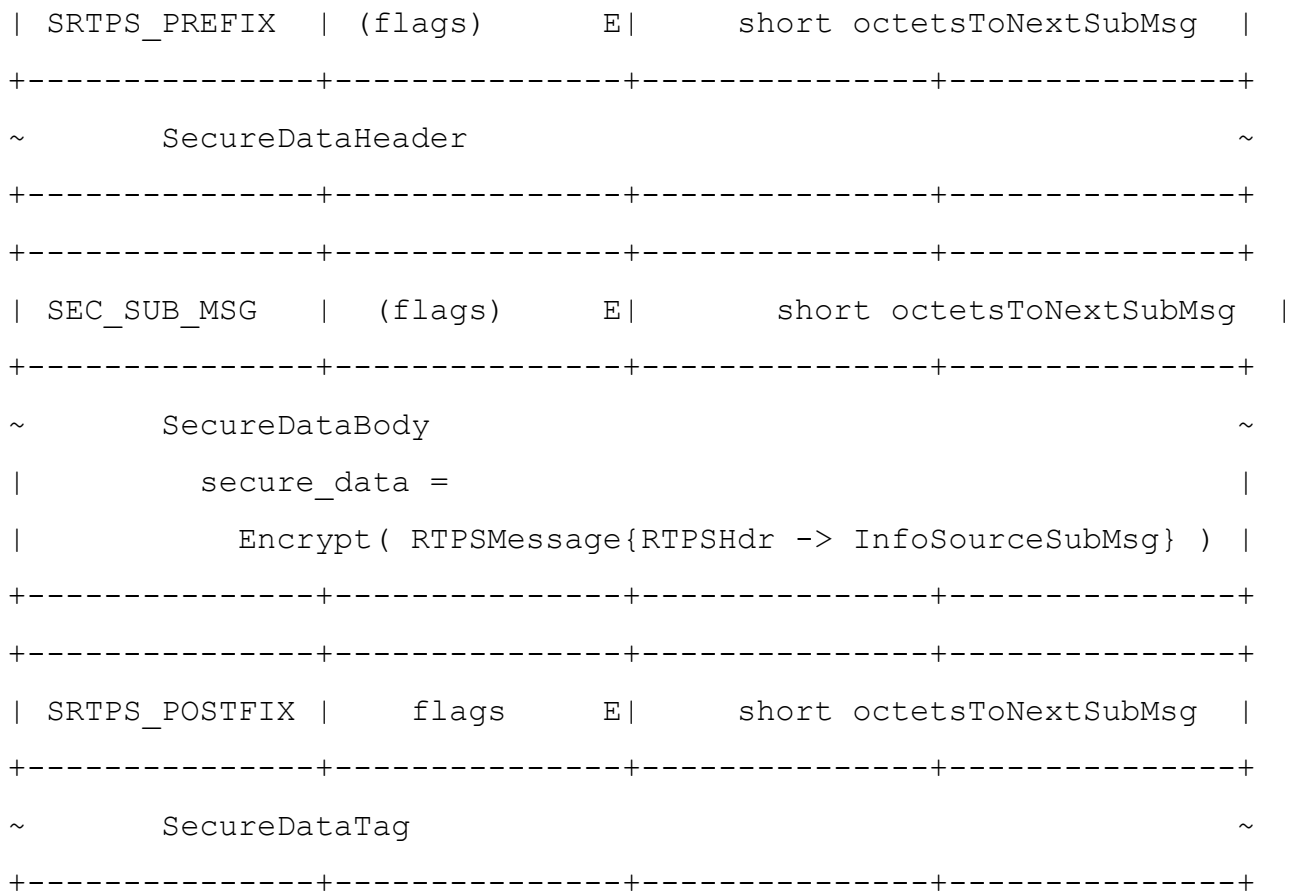 | SRTPS_PREFIX  | (flags)      E|     short octetsToNextSubMsg  |
+---------------+---------------+---------------+---------------+
~       SecureDataHeader                                        ~
+---------------+---------------+---------------+---------------+
+---------------+---------------+---------------+---------------+
| SEC_SUB_MSG   |  (flags)     E|       short octetsToNextSubMsg  |
+---------------+---------------+---------------+---------------+
~       SecureDataBody                                          ~
|         secure_data =                                         |
|           Encrypt( RTPSMessage{RTPSHdr -> InfoSourceSubMsg} ) |
+---------------+---------------+---------------+---------------+
+---------------+---------------+---------------+---------------+
| SRTPS_POSTFIX |    flags     E|     short octetsToNextSubMsg  |
+---------------+---------------+---------------+---------------+
~       SecureDataTag                                           ~
+---------------+---------------+---------------+---------------+